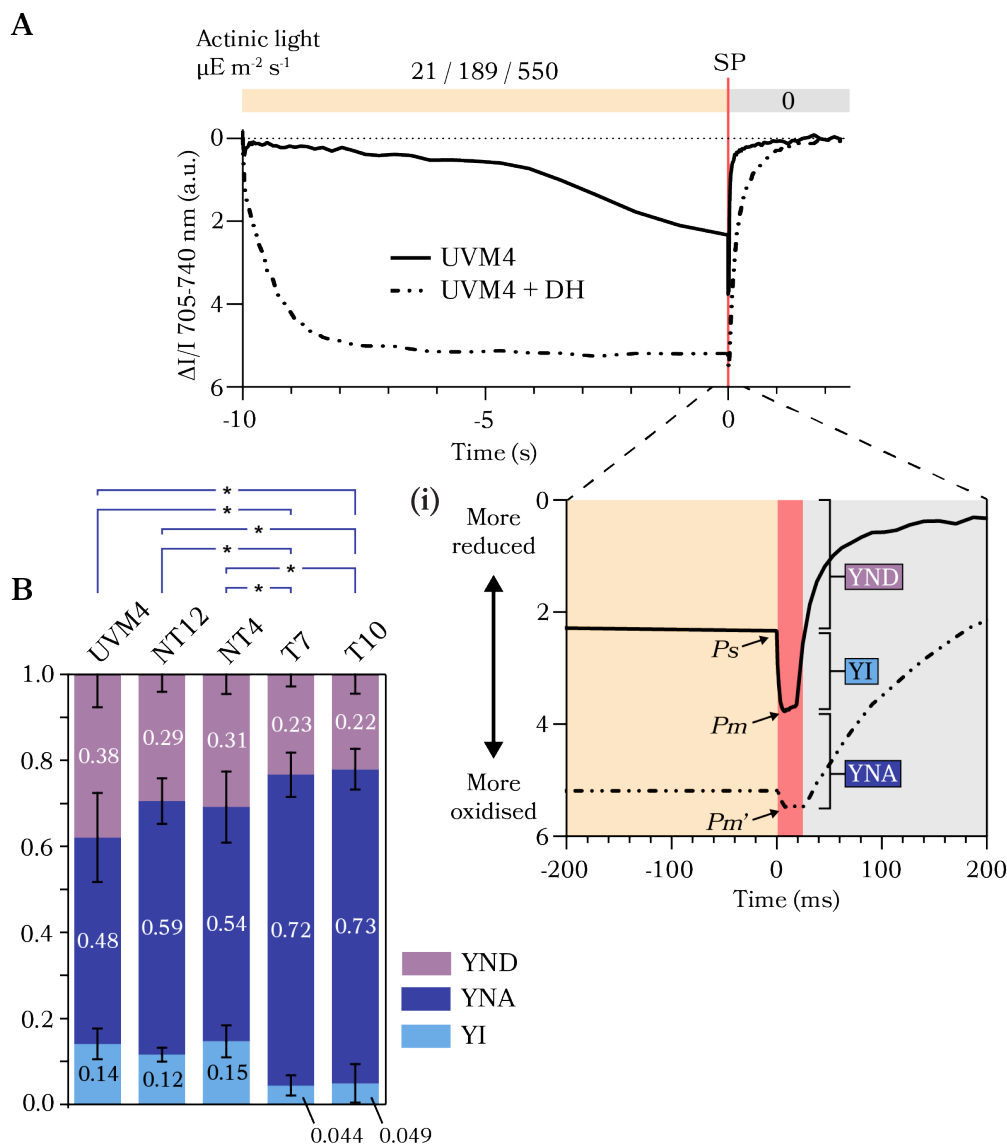 A
Actinic light
µE m-2 s-1
21 / 189 / 550
SP
0
0
2
4
6
ΔI/I 705-740 nm (a.u.)
UVM4
UVM4 + DH
-10
-5
0
Time (s)
(i)
More
reduced
More
oxidised
0
2
4
6
Ps
Pm
Pm'
YND
YI
YNA
-200
-100
0
100
200
Time (ms)
*
*
*
*
*
*
B
UVM4
NT12
NT4
T7
T10
1.0
0.8
0.6
0.4
0.2
0.0
0.38
0.29
0.31
0.23
0.22
0.48
0.59
0.54
0.72
0.73
0.14
0.12
0.15
0.044
0.049
YND
YNA
YI